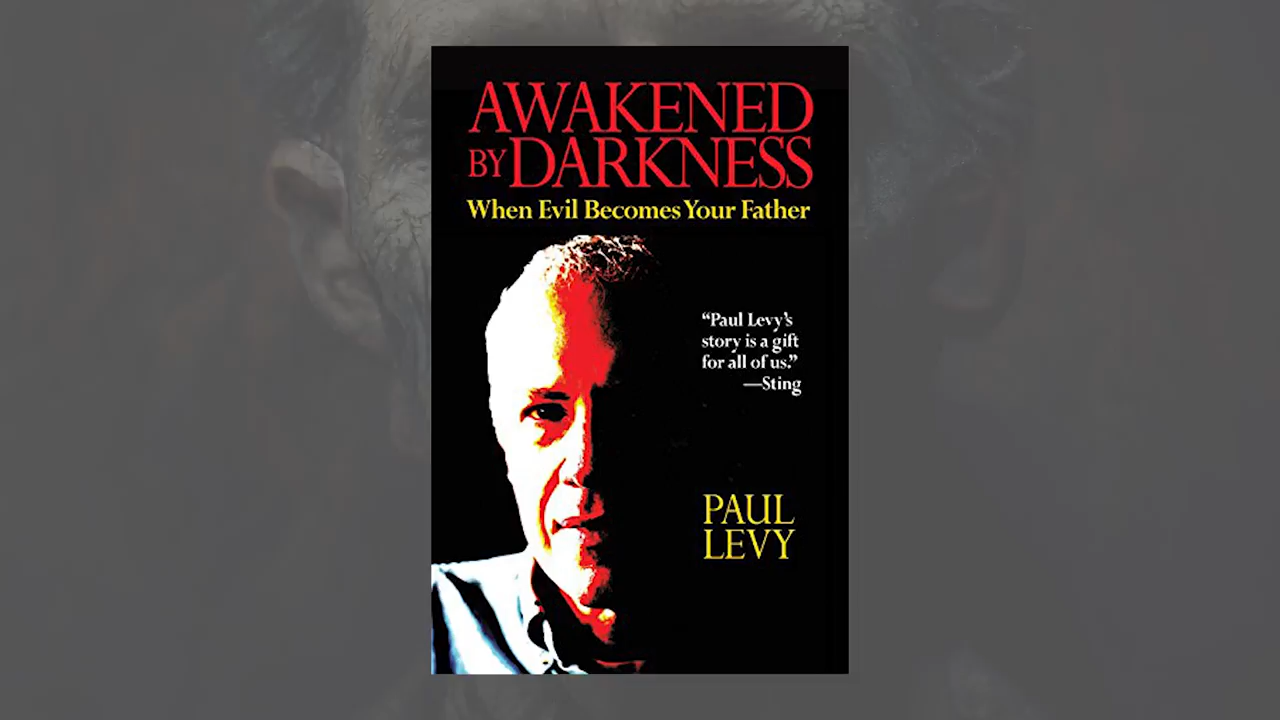 AWAKENED
BY DARKNESS
When Evil Becomes Your Father
“Paul Levy’s
story is a gift
for all of us.”
—Sting
PAUL
LEVY